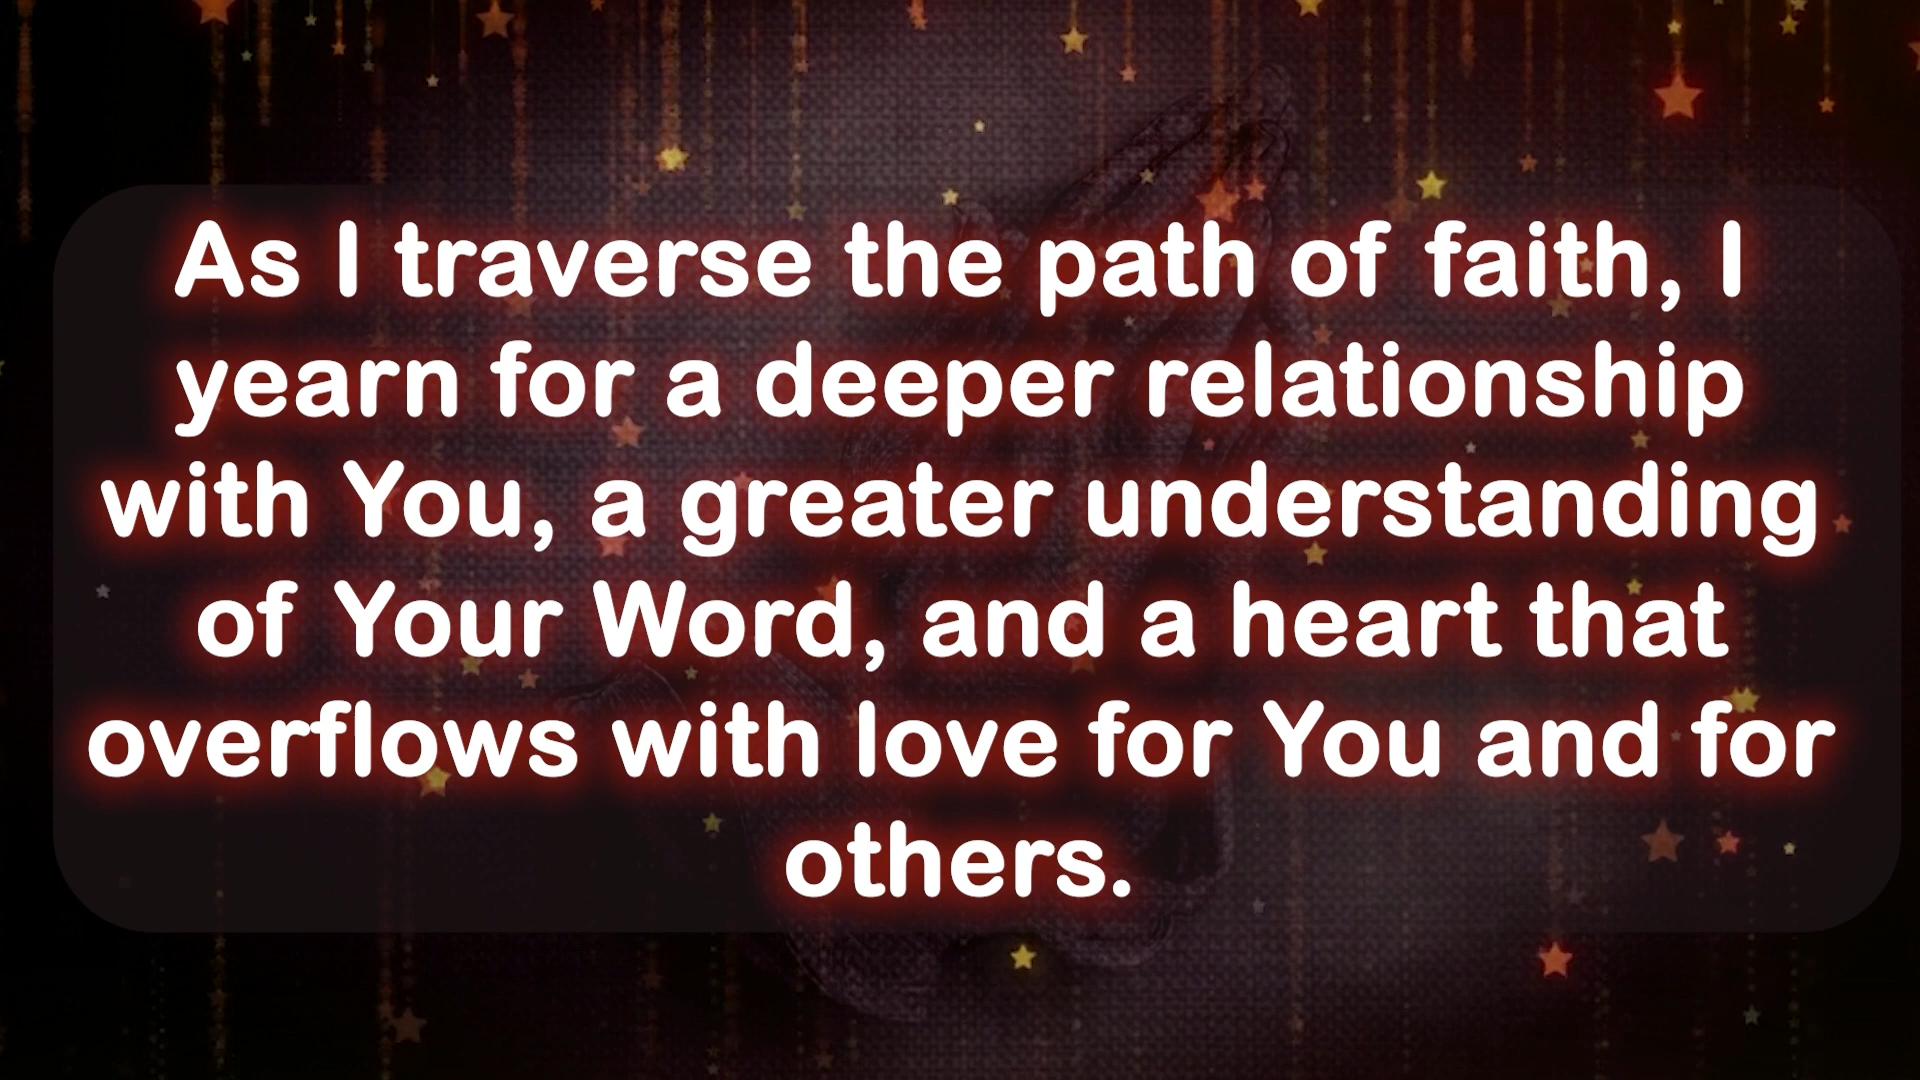 As I traverse the path of faith, I
yearn for a deeper relationship
with You, a greater understanding
of Your Word, and a heart that
overflows with love for You and for
others.